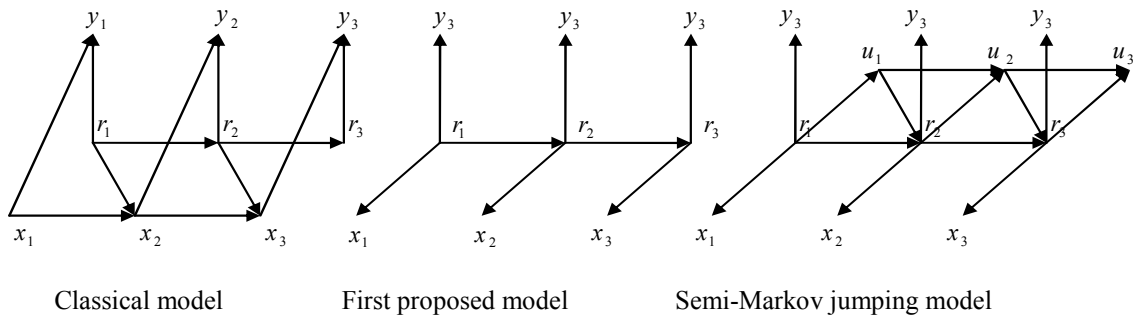 y₁ y₂ y₃ y₃ y₃ y₃ y₃ y₃ y₃
u₁ u₂ u₃
r₁ r₂ r₃ r₁ r₂ r₃ r₁ r₂ r₃
x₁ x₂ x₃ x₁ x₂ x₃ x₁ x₂ x₃
Classical model First proposed model Semi-Markov jumping model